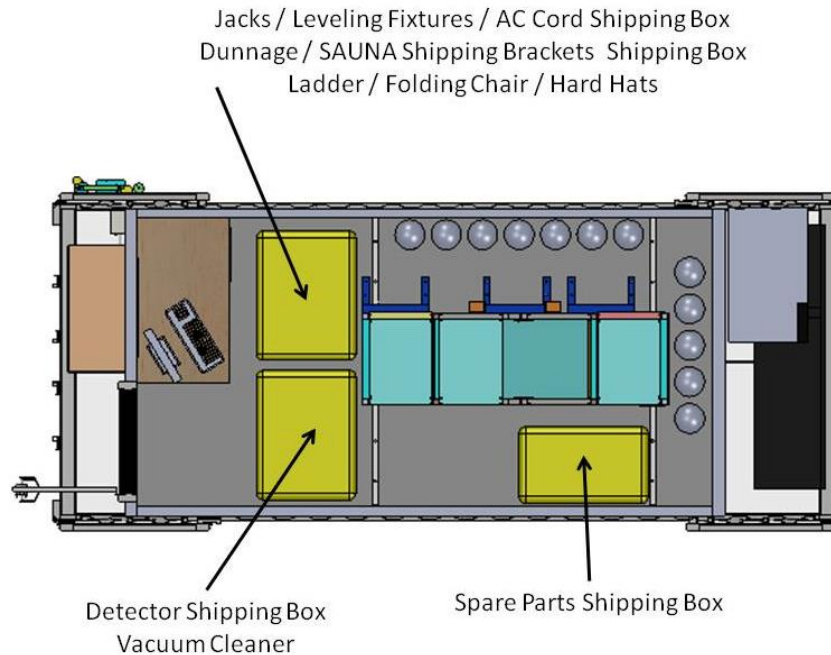 Jacks / Leveling Fixtures / AC Cord Shipping Box
Dunnage / SAUNA Shipping Brackets Shipping Box
Ladder / Folding Chair / Hard Hats
Detector Shipping Box
Vacuum Cleaner
Spare Parts Shipping Box